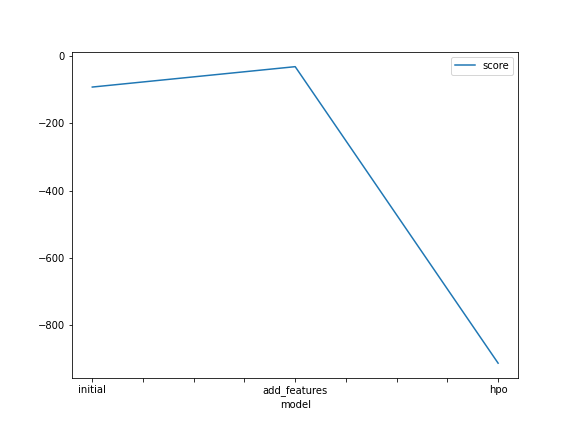 0
score
−200
−400
−600
−800
initial
add_features
hpo
model